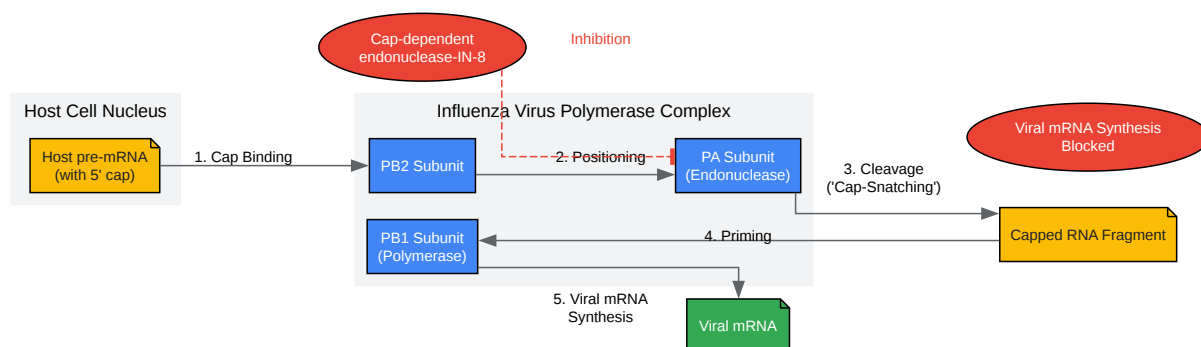 Cap-dependent
endonuclease-IN-8
Inhibition
Host Cell Nucleus
Influenza Virus Polymerase Complex
Host pre-mRNA
(with 5' cap)
1. Cap Binding
PB2 Subunit
2. Positioning
PA Subunit
(Endonuclease)
Viral mRNA Synthesis
Blocked
3. Cleavage
('Cap-Snatching')
Capped RNA Fragment
4. Priming
PB1 Subunit
(Polymerase)
5. Viral mRNA
Synthesis
Viral mRNA